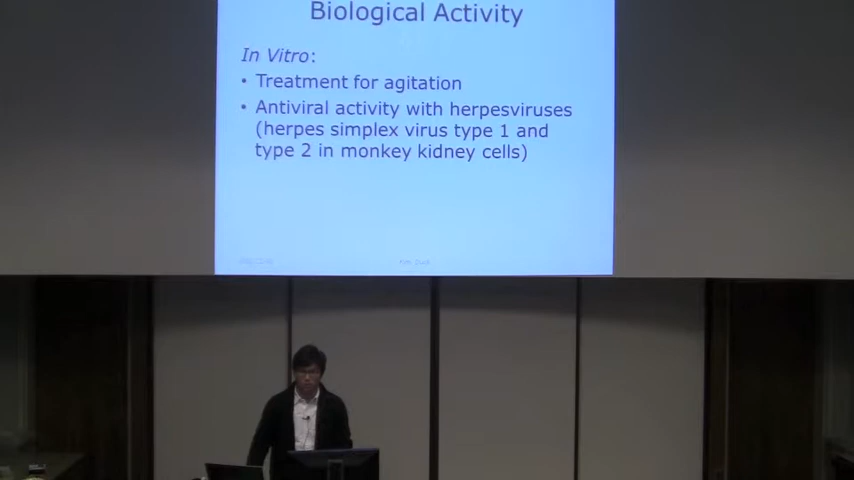 Biological Activity
In Vitro:
• Treatment for agitation
• Antiviral activity with herpesviruses
(herpes simplex virus type 1 and
type 2 in monkey kidney cells)